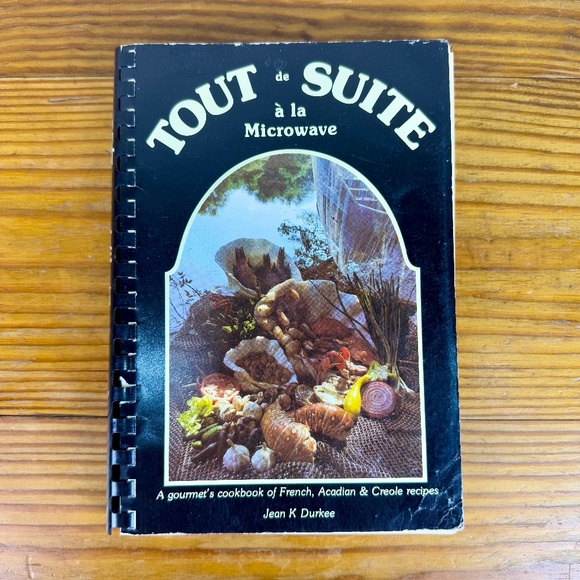 TOUT de SUITE
à la
Microwave
A gourmet's cookbook of French, Acadian & Creole recipes
Jean K Durkee